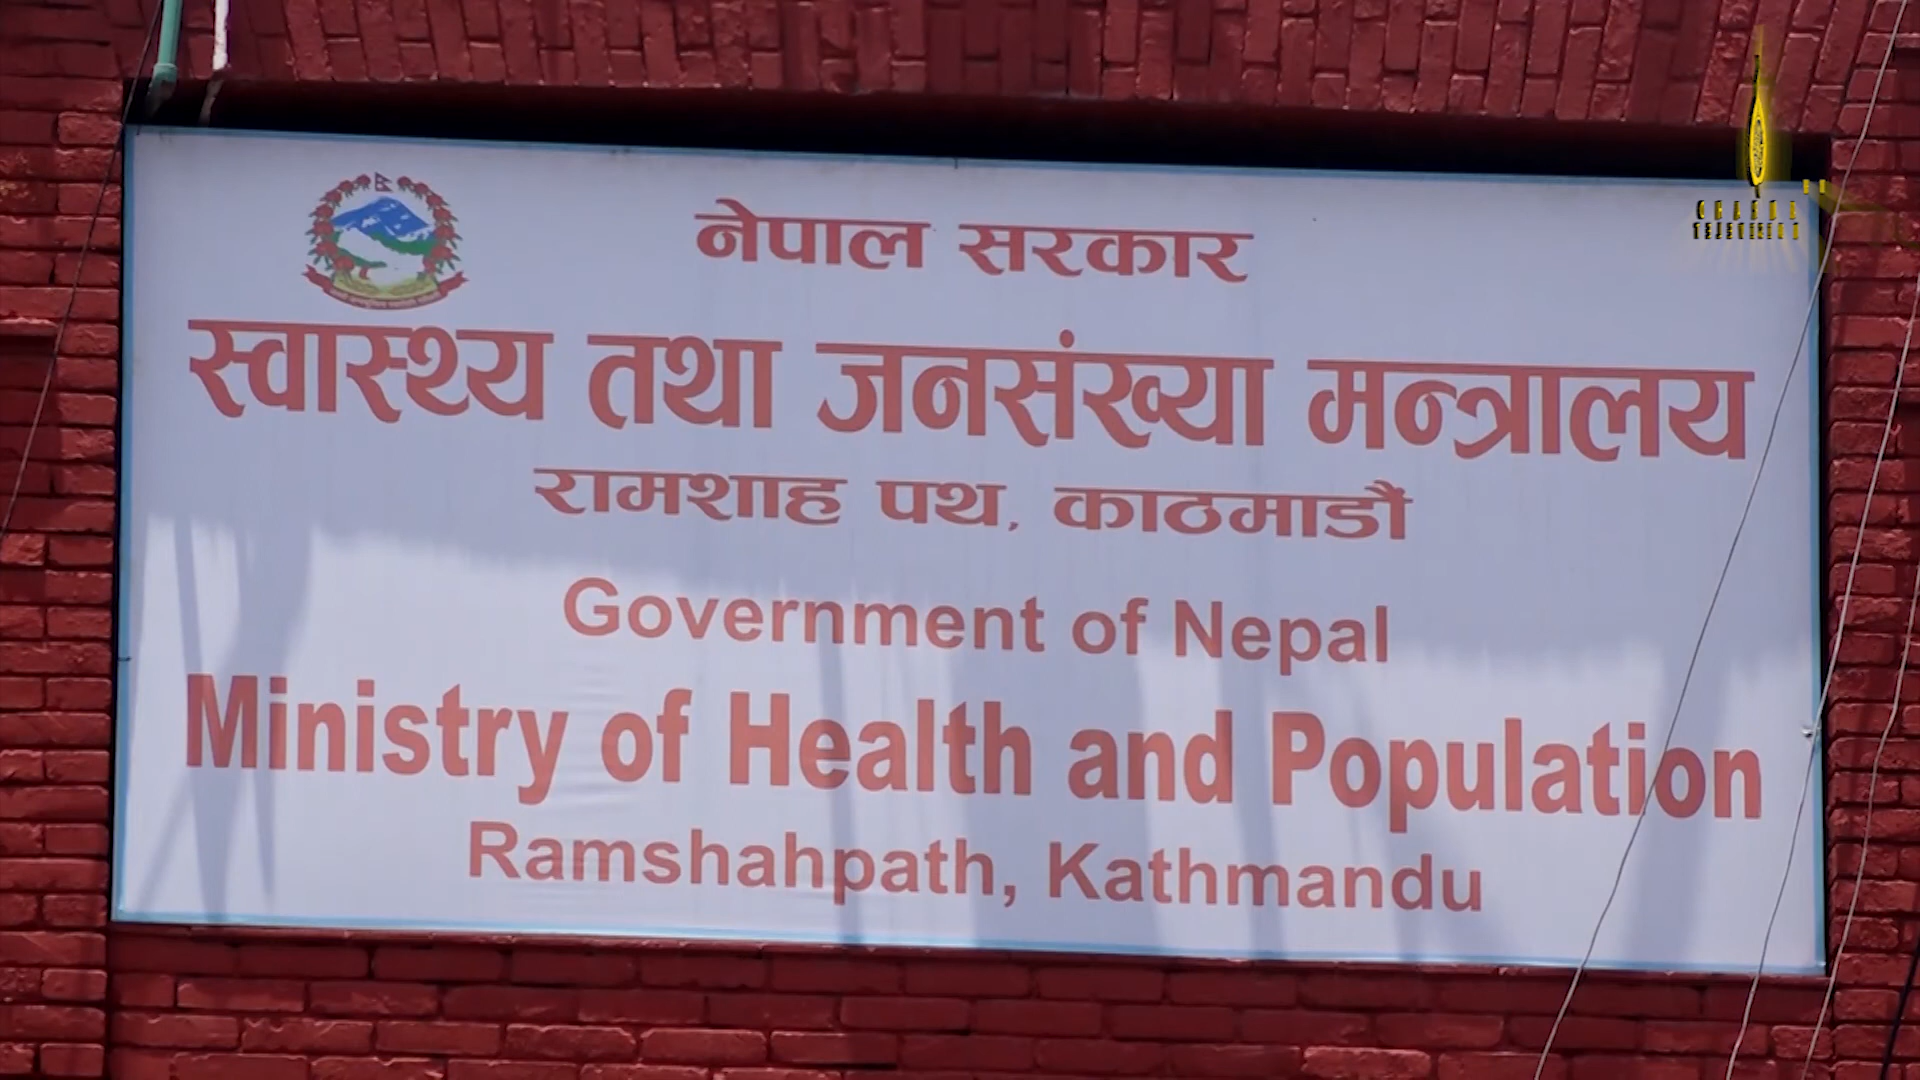 नेपाल सरकार
स्वास्थ्य तथा जनसंख्या मन्त्रालय
रामशाह पथ, काठमाडौं
Government of Nepal
Ministry of Health and Population
Ramshahpath, Kathmandu